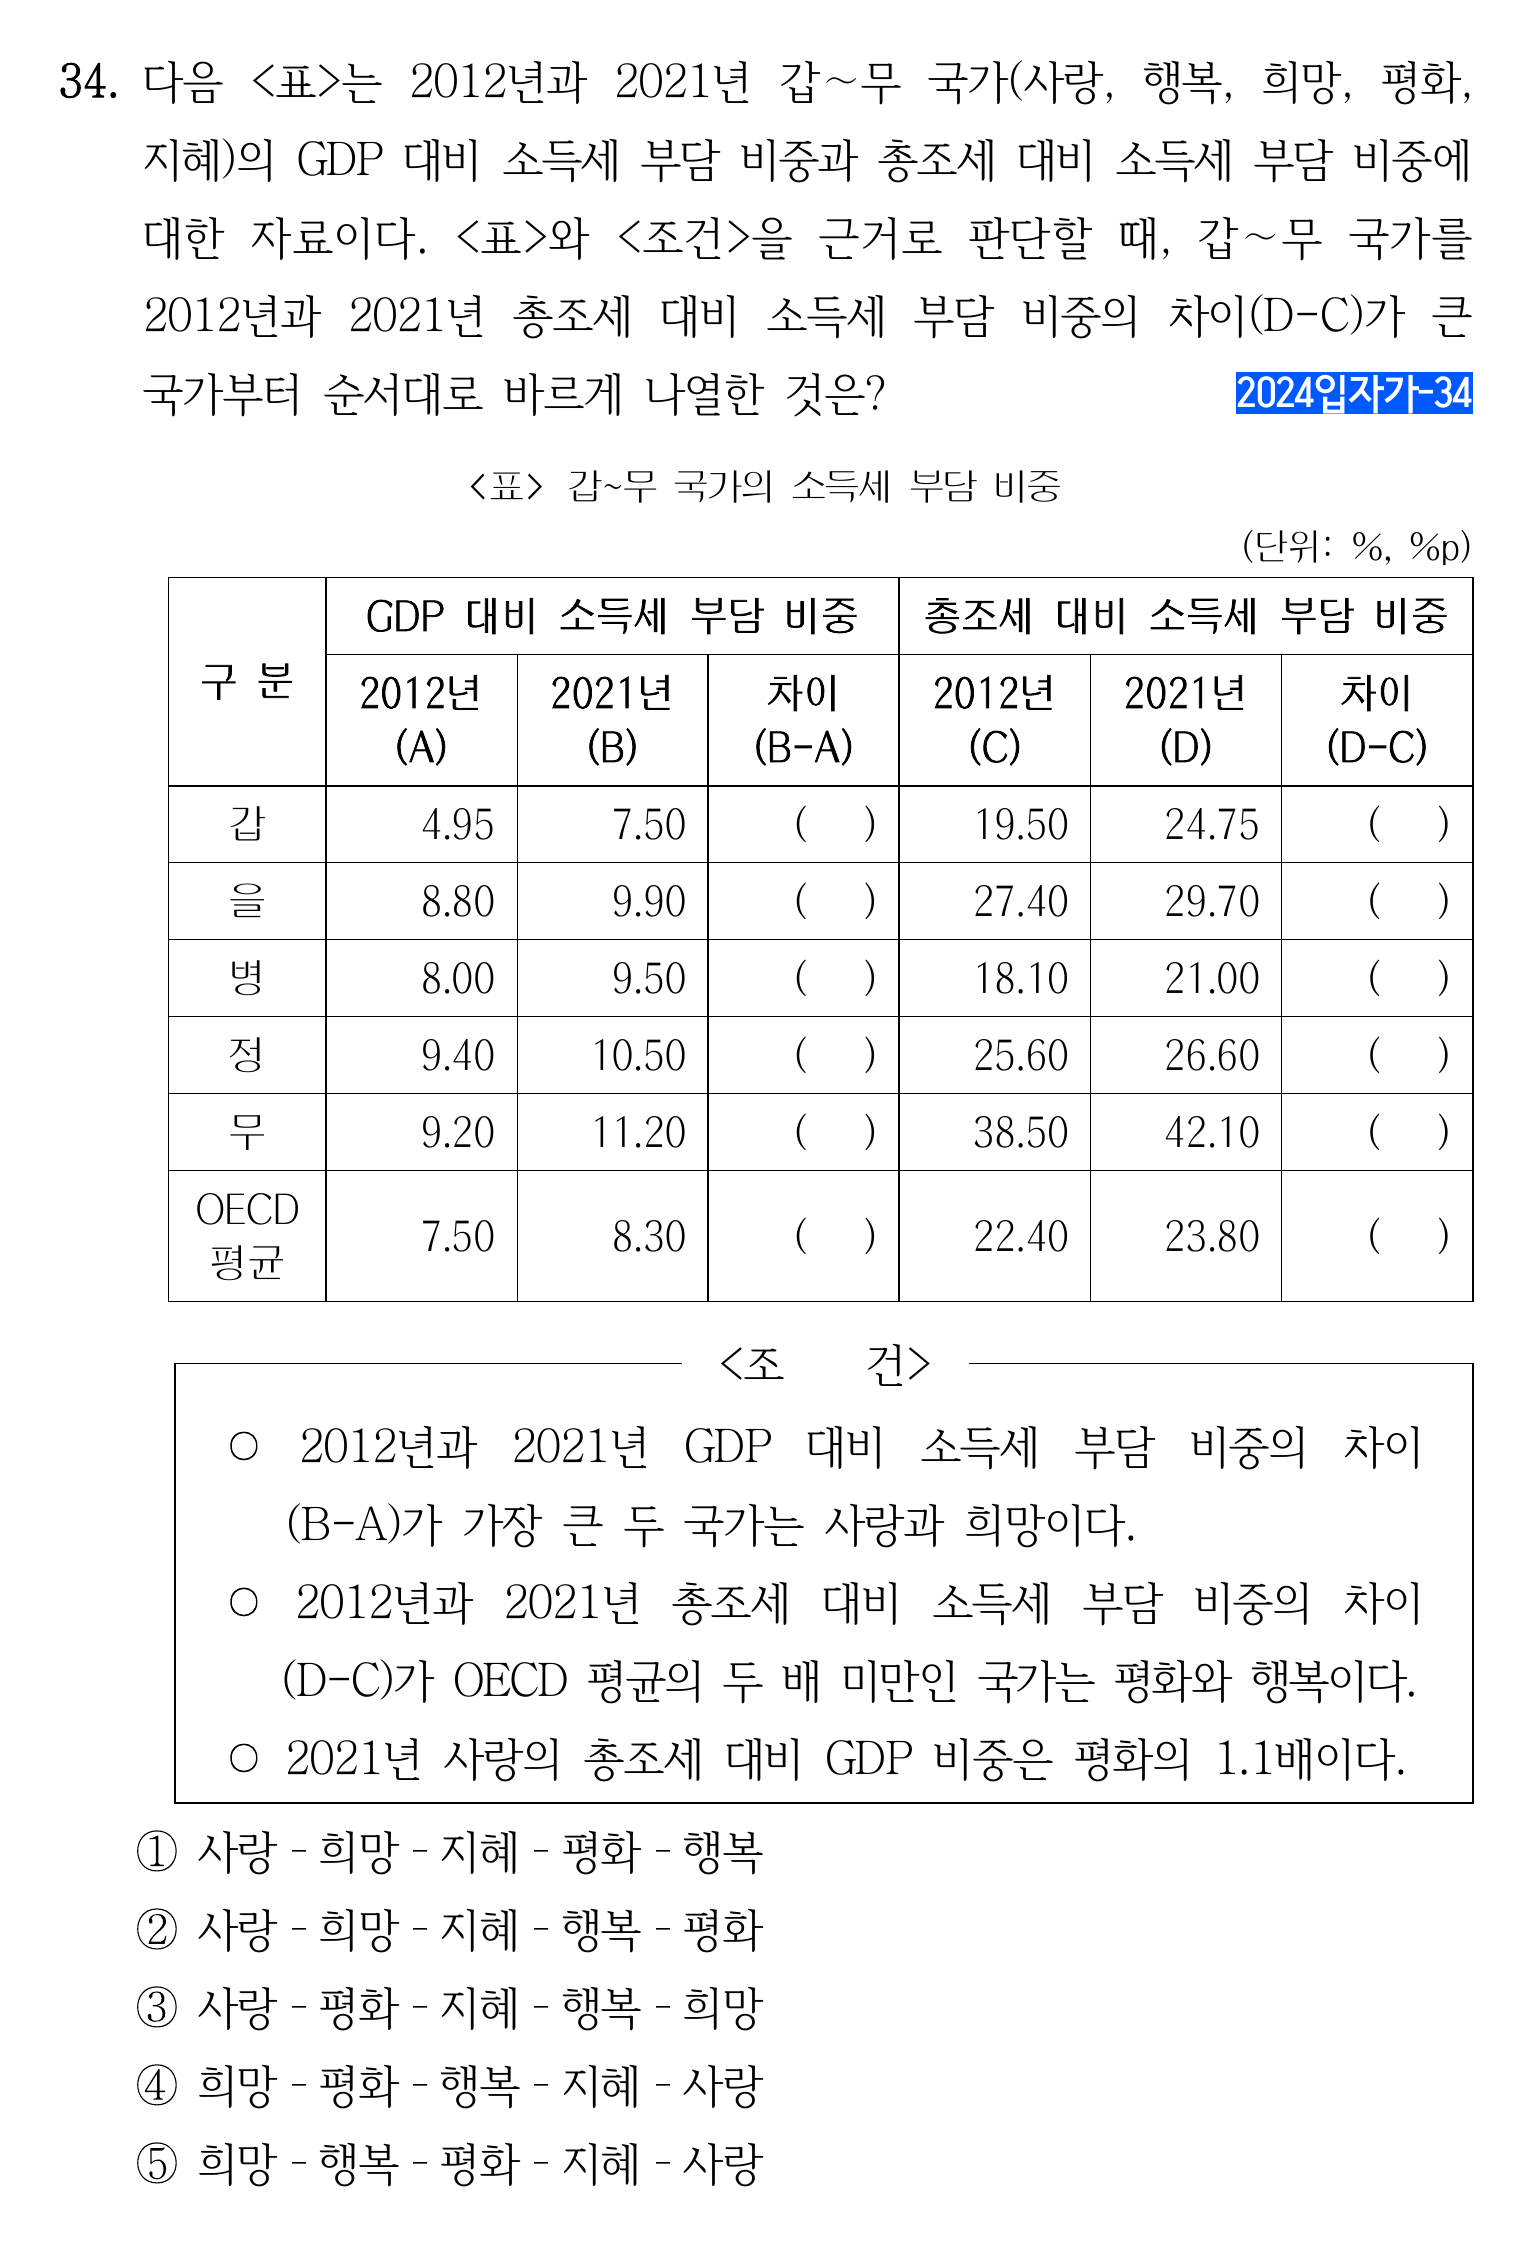 34. 다음 <표>는 2012년과 2021년 갑~무 국가(사랑, 행복, 희망, 평화,
지혜)의 GDP 대비 소득세 부담 비중과 총조세 대비 소득세 부담 비중에
대한 자료이다. <표>와 <조건>을 근거로 판단할 때, 갑~무 국가를
2012년과 2021년 총조세 대비 소득세 부담 비중의 차이(D-C)가 큰
국가부터 순서대로 바르게 나열한 것은? 2024입자가-34
<표> 갑~무 국가의 소득세 부담 비중
(단위: %, %p)
구 분 GDP 대비 소득세 부담 비중 총조세 대비 소득세 부담 비중
2012년 2021년 차이 2012년 2021년 차이
(A) (B) (B-A) (C) (D) (D-C)
갑 4.95 7.50 ( ) 19.50 24.75 ( )
을 8.80 9.90 ( ) 27.40 29.70 ( )
병 8.00 9.50 ( ) 18.10 21.00 ( )
정 9.40 10.50 ( ) 25.60 26.60 ( )
무 9.20 11.20 ( ) 38.50 42.10 ( )
OECD
평균 7.50 8.30 ( ) 22.40 23.80 ( )
<조 건>
○ 2012년과 2021년 GDP 대비 소득세 부담 비중의 차이
(B-A)가 가장 큰 두 국가는 사랑과 희망이다.
○ 2012년과 2021년 총조세 대비 소득세 부담 비중의 차이
(D-C)가 OECD 평균의 두 배 미만인 국가는 평화와 행복이다.
○ 2021년 사랑의 총조세 대비 GDP 비중은 평화의 1.1배이다.
① 사랑 - 희망 - 지혜 - 평화 - 행복
② 사랑 - 희망 - 지혜 - 행복 - 평화
③ 사랑 - 평화 - 지혜 - 행복 - 희망
④ 희망 - 평화 - 행복 - 지혜 - 사랑
⑤ 희망 - 행복 - 평화 - 지혜 - 사랑